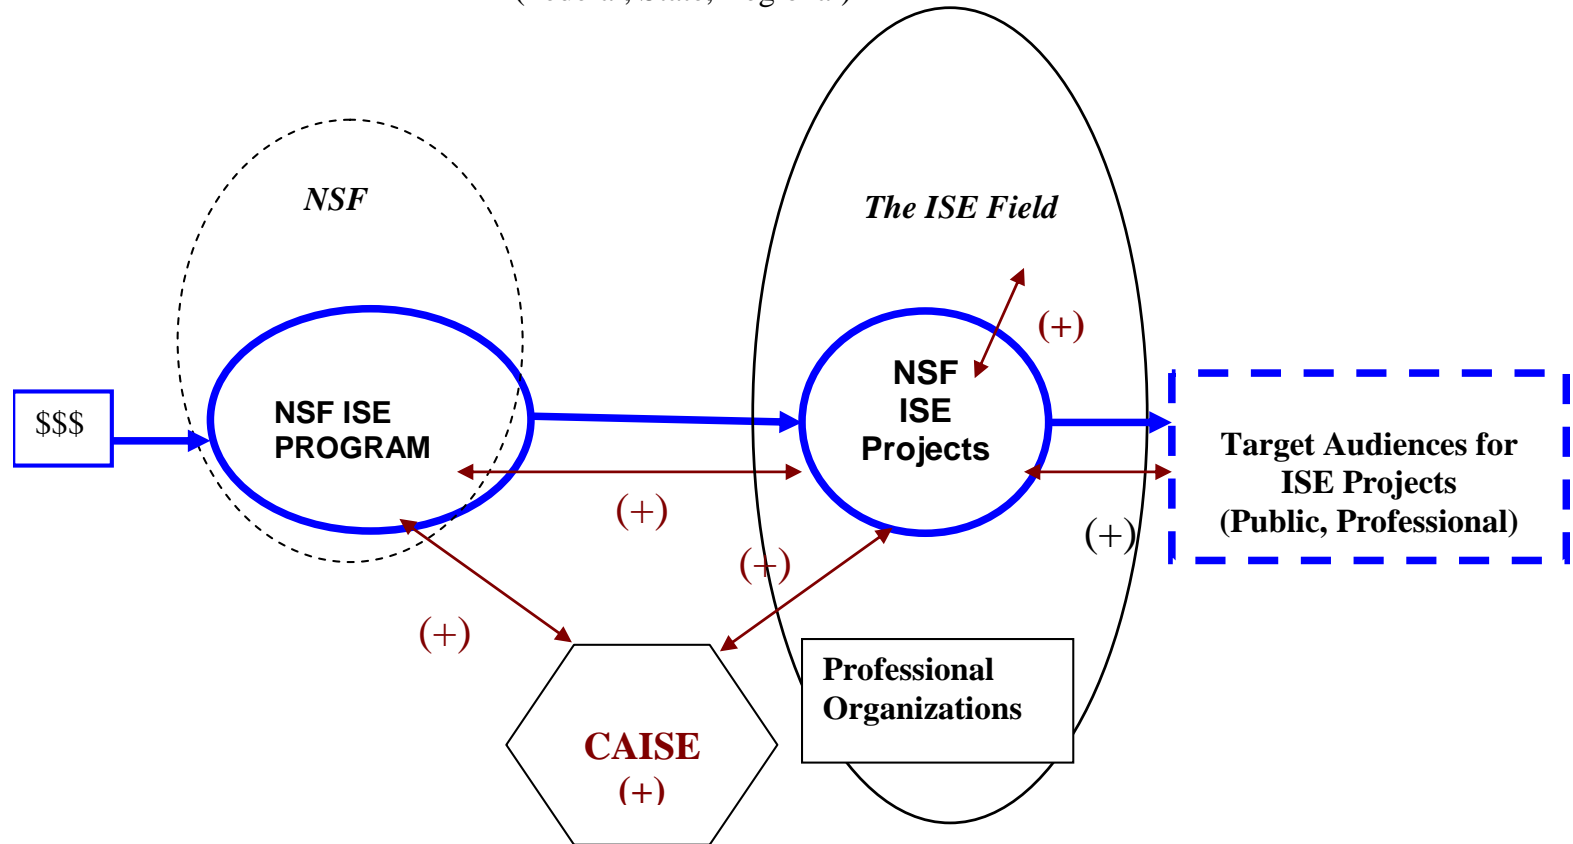 NSF
The ISE Field
(+)
NSF
ISE
Projects
$$$
NSF ISE
PROGRAM
Target Audiences for
ISE Projects
(Public, Professional)
(+)
(+)
(+)
(+)
Professional
Organizations
CAISE
(+)